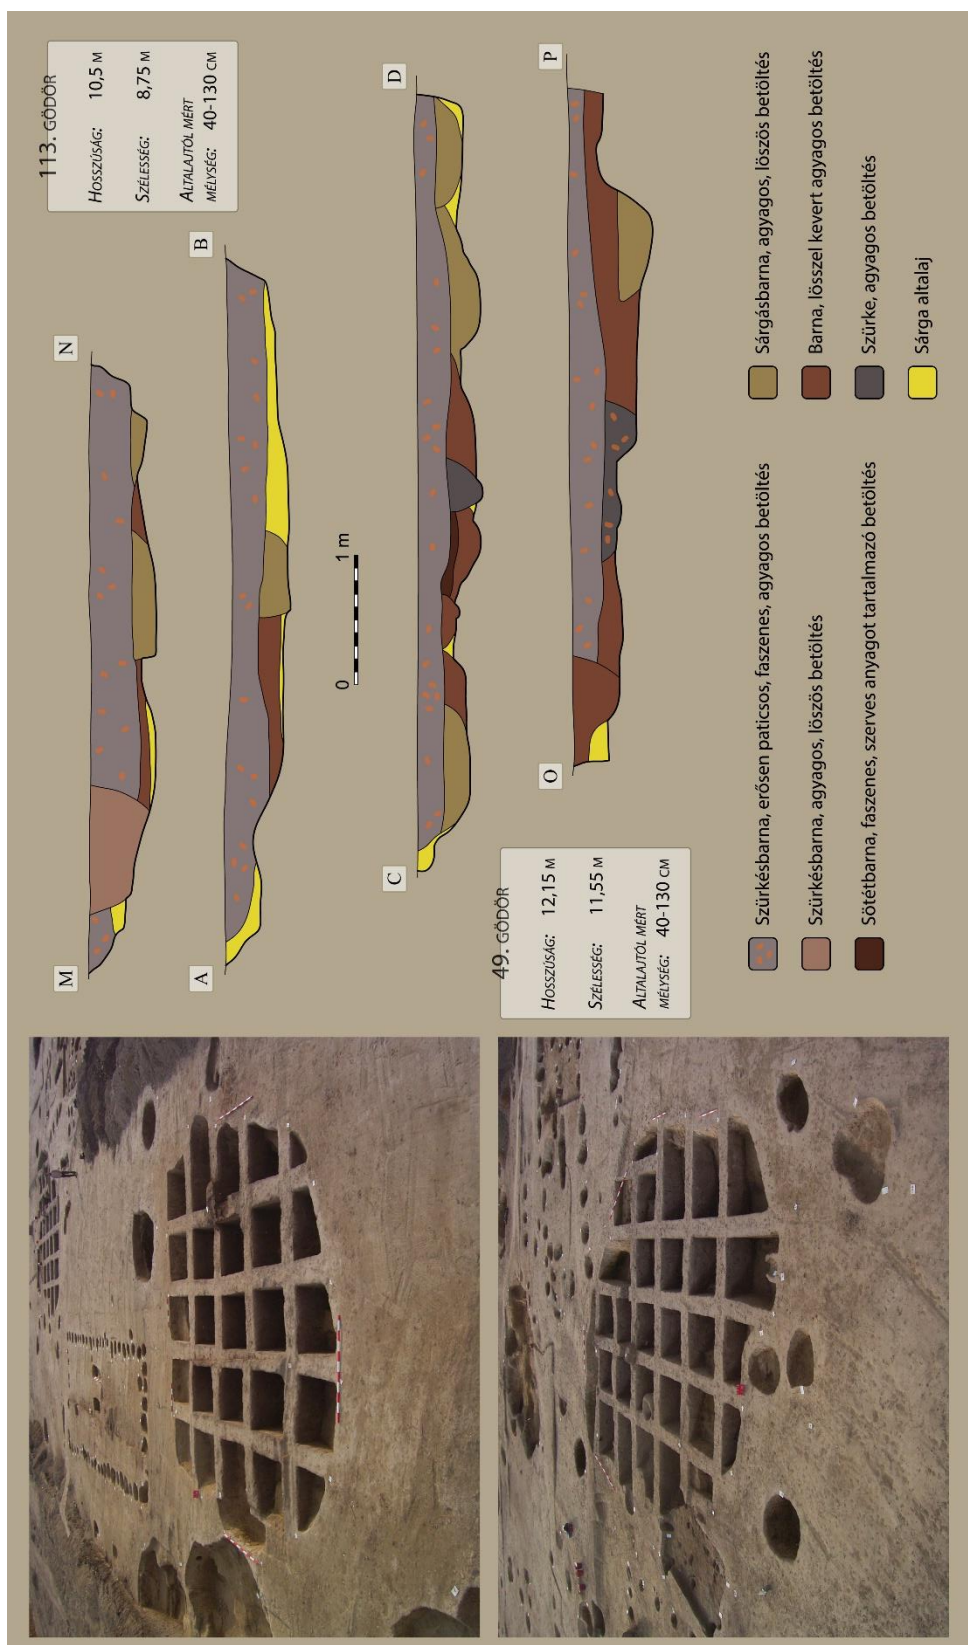 113. GÖDÖR
HOSSZÚSÁG: 10,5 M
SZÉLESSÉG: 8,75 M
ALTALAJTÓL MÉRT
MÉLYSÉG: 40-130 CM
M
N
A
B
0 1 m
C
D
O
P
49. GÖDÖR
HOSSZÚSÁG: 12,15 M
SZÉLESSÉG: 11,55 M
ALTALAJTÓL MÉRT
MÉLYSÉG: 40-130 CM
Szürkésbarna, erősen paticsos, faszenes, agyagos betöltés
Szürkésbarna, agyagos, löszös betöltés
Sötétbarna, faszenes, szerves anyagot tartalmazó betöltés
Sárgásbarna, agyagos, löszös betöltés
Barna, lösszel kevert agyagos betöltés
Szürke, agyagos betöltés
Sárga altalaj